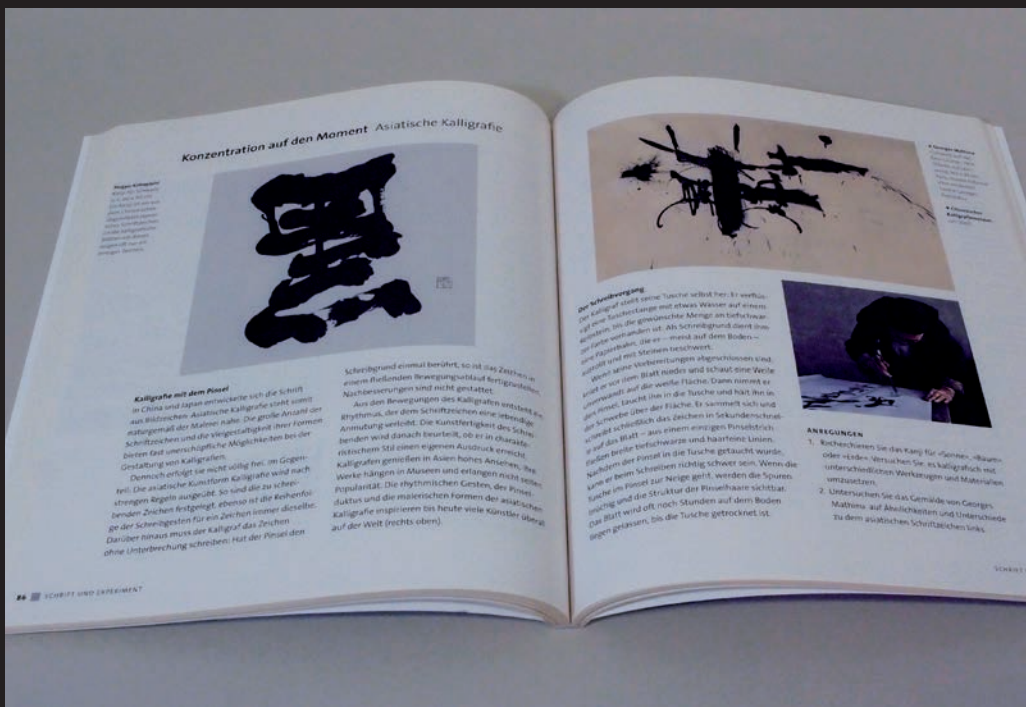 Konzentration auf den Moment Asiatische Kalligrafie
Kalligrafie mit dem Pinsel
In China und Japan entwickelte sich die Schrift
aus Bildzeichen. Asiatische Kalligrafie steht somit
naturgemäß der Malerei nahe. Die große Anzahl der
Schriftzeichen und die Vielgestaltigkeit ihrer Formen
bieten fast unerschöpfliche Möglichkeiten bei der
Gestaltung von Kalligrafien.
Dennoch erfolgt sie nicht völlig frei, im Gegen-
teil: Die asiatische Kunstform Kalligrafie wird nach
strengen Regeln ausgeübt. So sind die zu schrei-
benden Zeichen festgelegt, ebenso ist die Reihenfol-
ge der Schreibgesten für ein Zeichen immer dieselbe.
Darüber hinaus muss der Kalligraf das Zeichen
ohne Unterbrechung schreiben: Hat der Pinsel den
Schreibgrund einmal berührt, so ist das Zeichen in
einem fließenden Bewegungsablauf fertigzustellen.
Nachbesserungen sind nicht gestattet.
Aus den Bewegungen des Kalligrafen entsteht ein
Rhythmus, der dem Schriftzeichen eine lebendige
Anmutung verleiht. Die Kunstfertigkeit des Schrei-
benden wird danach beurteilt, ob er in charakte-
ristischem Stil einen eigenen Ausdruck erreicht.
Kalligrafen genießen in Asien hohes Ansehen, ihre
Werke hängen in Museen und erlangen nicht selten
Popularität. Die rhythmischen Gesten, der Pinsel-
duktus und die malerischen Formen der asiatischen
Kalligrafie inspirieren bis heute viele Künstler überall
auf der Welt (rechts oben).
86 SCHRIFT UND EXPERIMENT
Der Schreibvorgang
Der Kalligraf stellt seine Tusche selbst her: Er verflüs-
sigt eine Tuschestange mit etwas Wasser auf einem
Reibstein, bis die gewünschte Menge an tiefschwar-
zer Farbe vorhanden ist. Als Schreibgrund dient ihm
eine Papierbahn, die er – meist auf dem Boden –
ausrollt und mit Steinen beschwert.
Wenn seine Vorbereitungen abgeschlossen sind,
kniet er vor dem Blatt nieder und schaut eine Weile
unverwandt auf die weiße Fläche. Dann nimmt er
den Pinsel, taucht ihn in die Tusche und hält ihn in
der Schwebe über der Fläche. Er sammelt sich und
schreibt schließlich das Zeichen in Sekundenschnel-
le auf das Blatt – aus einem einzigen Pinselstrich
fließen breite tiefschwarze und haarfeine Linien.
Nachdem der Pinsel in die Tusche getaucht wurde,
kann er beim Schreiben richtig schwer sein. Wenn die
Tusche im Pinsel zur Neige geht, werden die Spuren
brüchig und die Struktur der Pinselhaare sichtbar.
Das Blatt wird oft noch Stunden auf dem Boden
liegen gelassen, bis die Tusche getrocknet ist.
ANREGUNGEN
1. Recherchieren Sie das Kanji für »Sonne«, »Baum«
oder »Erde«. Versuchen Sie, es kalligrafisch mit
unterschiedlichen Werkzeugen und Materialien
umzusetzen.
2. Untersuchen Sie das Gemälde von Georges
Mathieu auf Ähnlichkeiten und Unterschiede
zu dem asiatischen Schriftzeichen links.